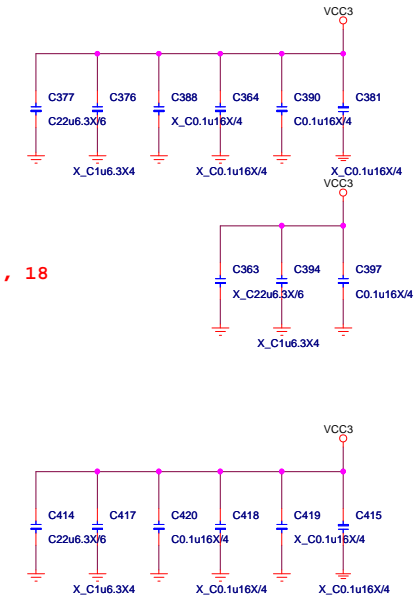 VCC3
C377 C376 C388 C364 C390 C381
C22u6.3X/6 X_C0.1u16X/4 C0.1u16X/4
X_C1u6.3X4 X_C0.1u16X/4 X_C0.1u16X/4
VCC3
C363 C394 C397
, 18
X_C22u6.3X/6 C0.1u16X/4
X_C1u6.3X4
VCC3
C414 C417 C420 C418 C419 C415
C22u6.3X/6 C0.1u16X/4 X_C0.1u16X/4
X_C1u6.3X4 X_C0.1u16X/4 X_C0.1u16X/4